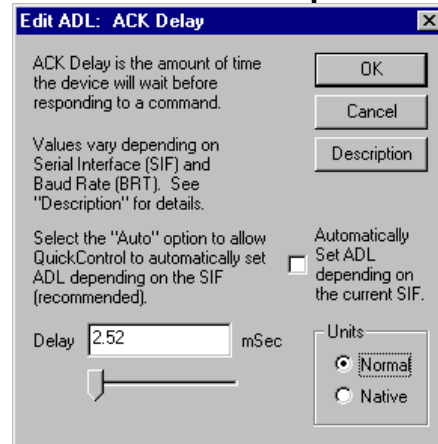 Edit ADL: ACK Delay
ACK Delay is the amount of time
the device will wait before
responding to a command.
OK
Cancel
Values vary depending on
Serial Interface (SIF) and
Baud Rate (BRT). See
"Description" for details.
Description
Select the "Auto" option to allow
QuickControl to automatically set
ADL depending on the SIF
(recommended).
Automatically
Set ADL
depending on
the current SIF.
Delay 2.52 mSec
Units
Normal
Native